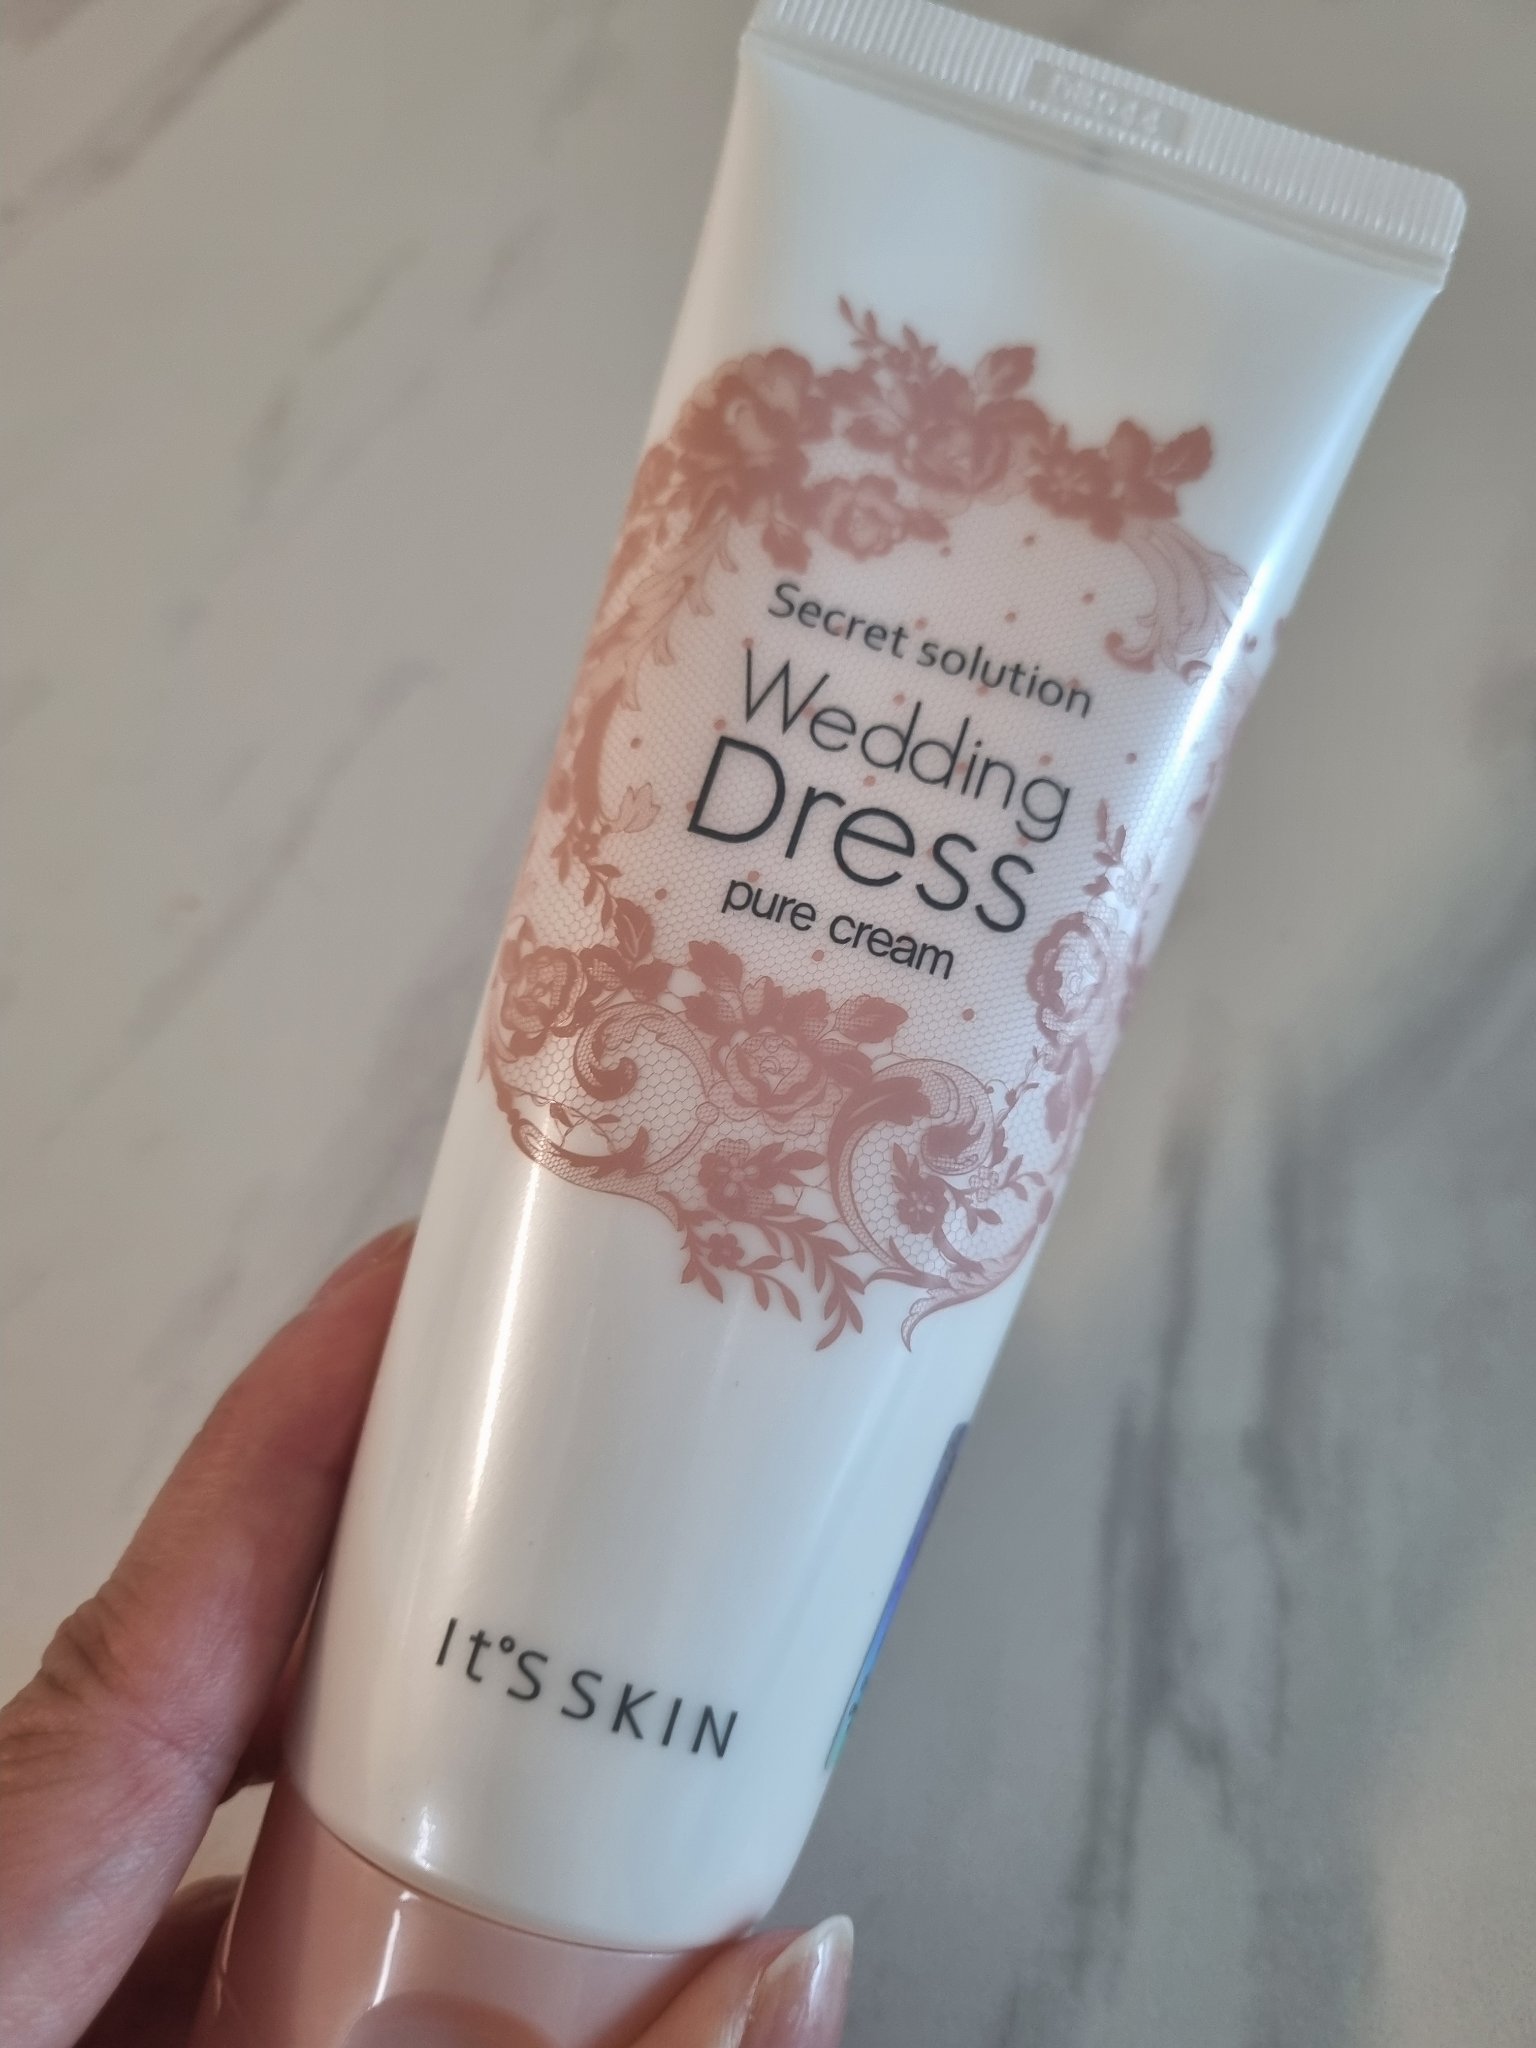 Secret solution
Wedding
Dress
pure cream
It°S SKIN